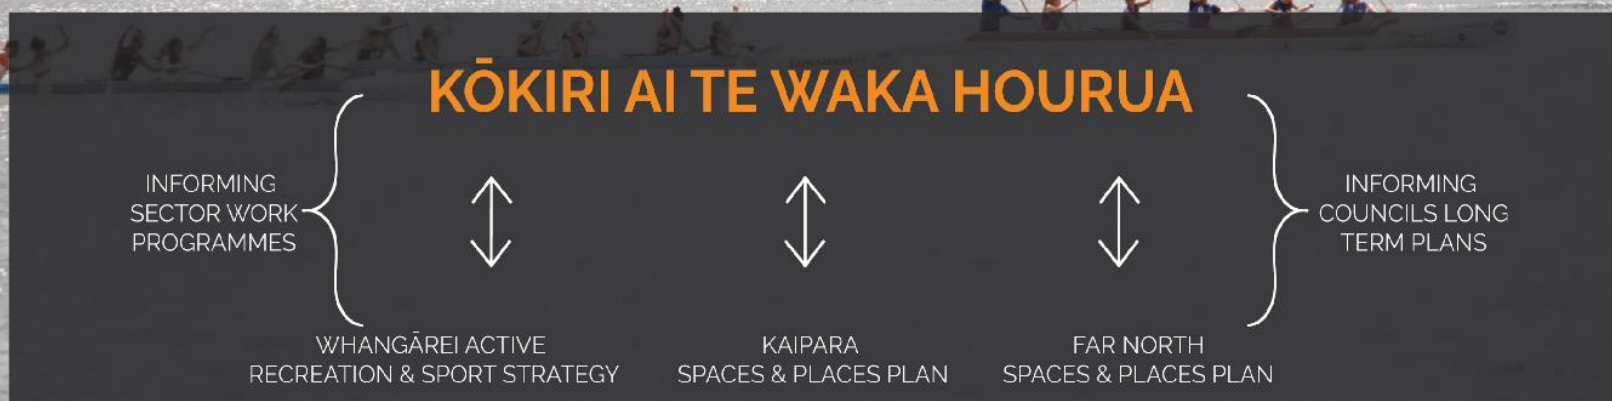 KŌKIRI AI TE WAKA HOURUA
INFORMING
SECTOR WORK
PROGRAMMES
INFORMING
COUNCILS LONG
TERM PLANS
WHANGĀREI ACTIVE
RECREATION & SPORT STRATEGY
KAIPARA
SPACES & PLACES PLAN
FAR NORTH
SPACES & PLACES PLAN